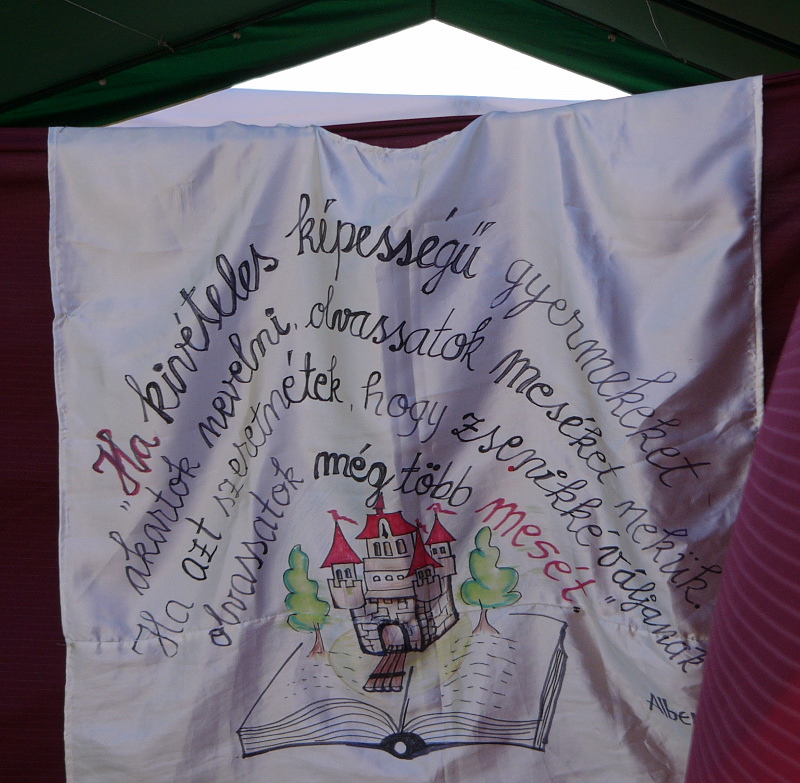 "Ha kivételes képességű gyermekeket
akartok nevelni, olvassatok meséket nekik.
Ha azt szeretnétek, hogy zsenikké váljanak
olvassatok még több mesét"